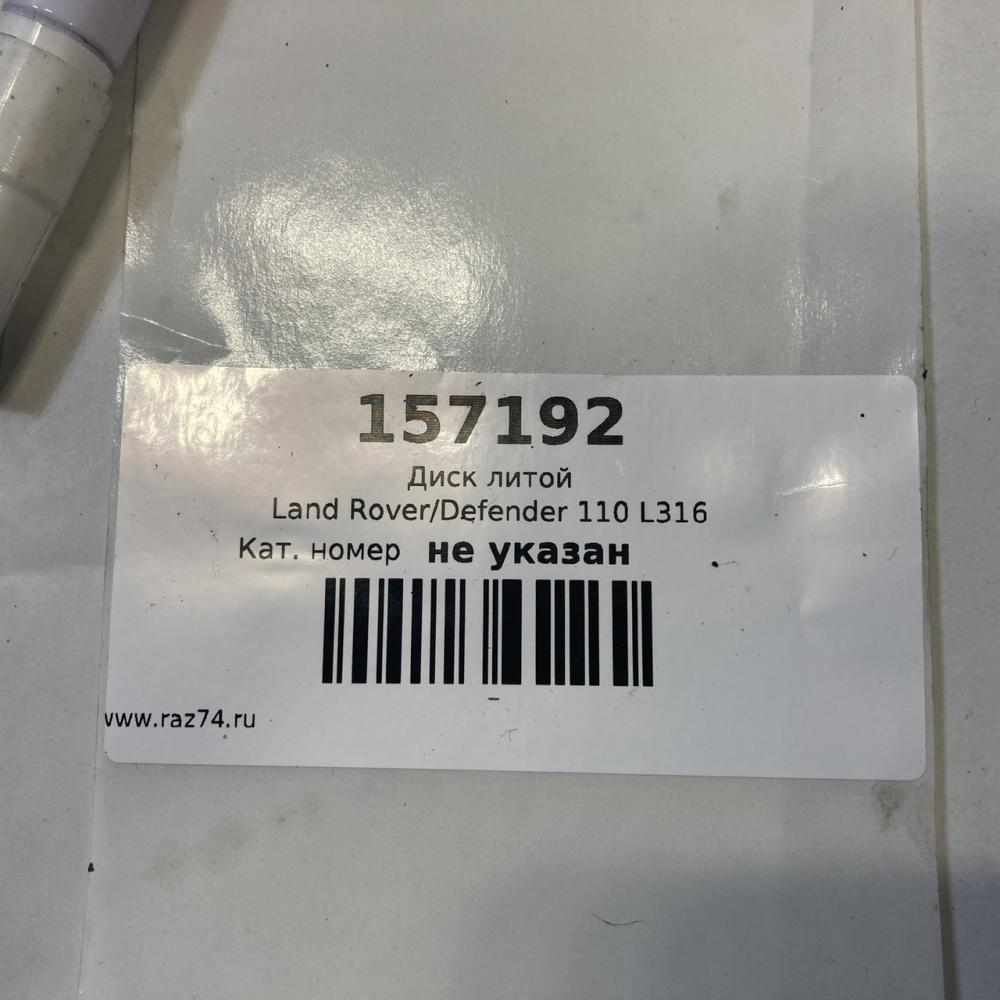 157192
Диск литой
Land Rover/Defender 110 L316
Кат. номер не указан
www.raz74.ru